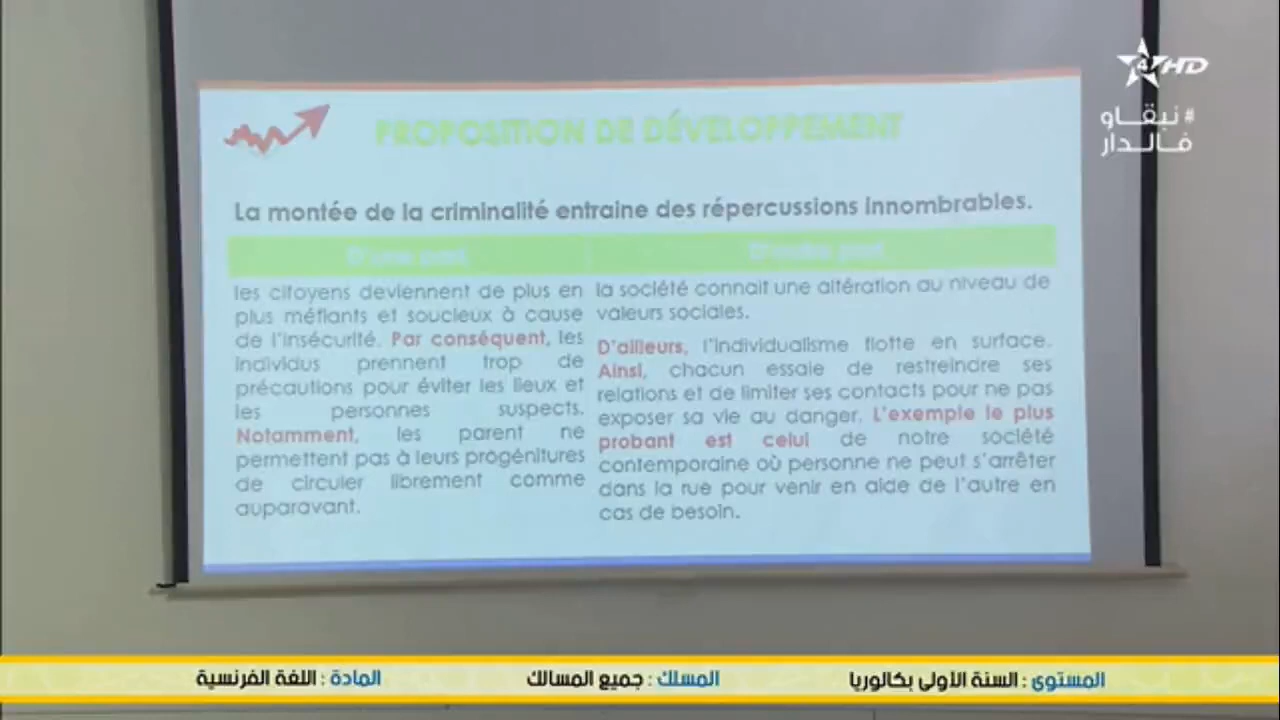 4 HD
#نبقاو
فالدار
PROPOSITION DE DÉVELOPPEMENT
La montée de la criminalité entraine des répercussions innombrables.
D'une part
D'autre part
les citoyens deviennent de plus en
plus méfiants et soucieux à cause
de l'insécurité. Par conséquent, les
individus prennent trop de
précautions pour éviter les lieux et
les personnes suspects.
Notamment, les parent ne
permettent pas à leurs progénitures
de circuler librement comme
auparavant.
la société connait une altération au niveau de
valeurs sociales.
D'ailleurs, l'individualisme flotte en surface.
Ainsi, chacun essaie de restreindre ses
relations et de limiter ses contacts pour ne pas
exposer sa vie au danger. L'exemple le plus
probant est celui de notre société
contemporaine où personne ne peut s'arrêter
dans la rue pour venir en aide de l'autre en
cas de besoin.
المستوى : السنة الأولى بكالوريا
المسلك : جميع المسالك
المادة : اللغة الفرنسية